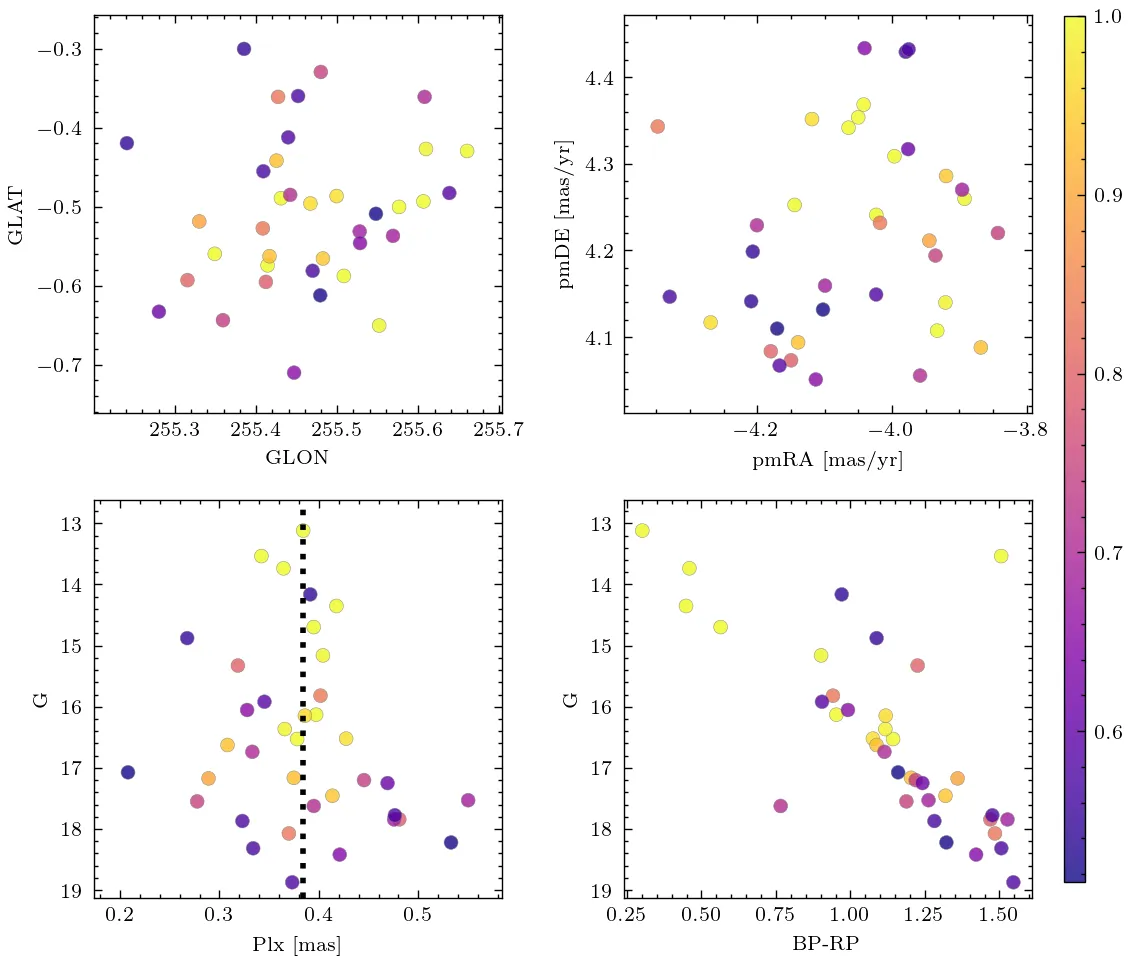 −0.3
−0.4
−0.5
−0.6
−0.7
GLAT
255.3 255.4 255.5 255.6 255.7
GLON
4.4
4.3
4.2
4.1
pmDE [mas/yr]
−4.2 −4.0 −3.8
pmRA [mas/yr]
13
14
15
16
17
18
19
G
0.2 0.3 0.4 0.5
Plx [mas]
13
14
15
16
17
18
19
G
0.25 0.50 0.75 1.00 1.25 1.50
BP-RP
1.0
0.9
0.8
0.7
0.6